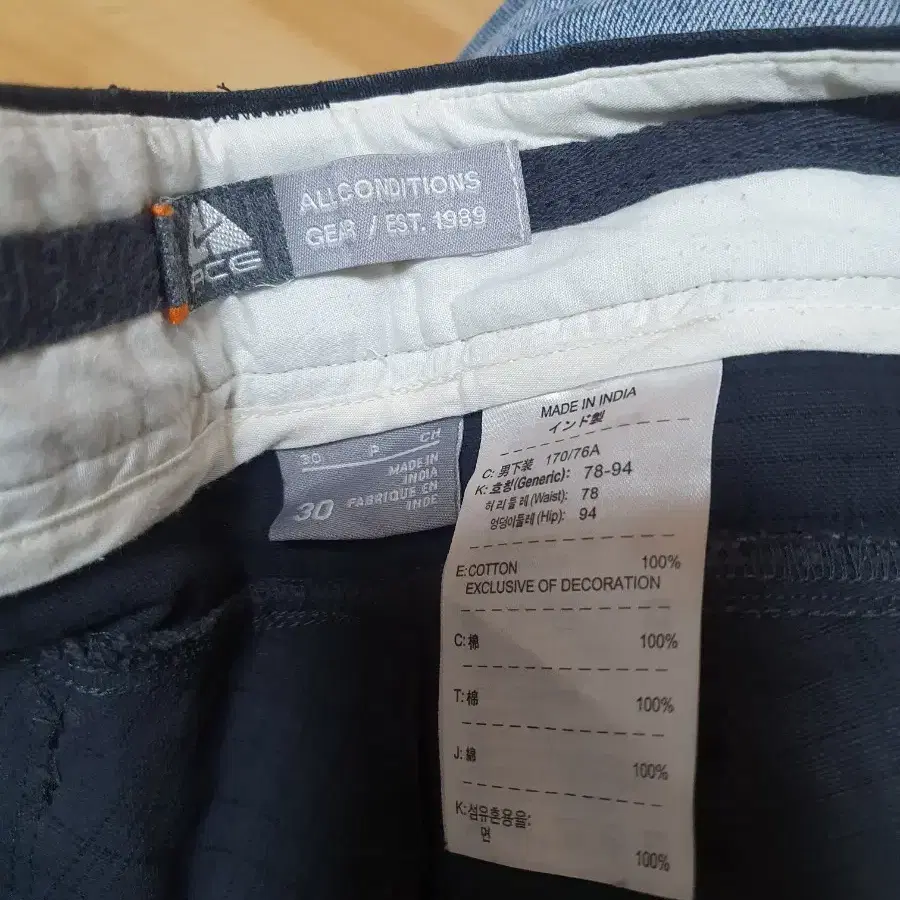 ALL CONDITIONS
GEAR / EST. 1989
ACG
30 P CH
MADE IN
INDIA
30 FABRIQUE EN
INDE
MADE IN INDIA
インド製
C: 男下装 170/76A
K: 호칭(Generic): 78-94
허리둘레(Waist): 78
엉덩이둘레(Hip): 94
E: COTTON 100%
EXCLUSIVE OF DECORATION
C: 棉 100%
T: 棉 100%
J: 綿 100%
K: 섬유혼용율:
면 100%